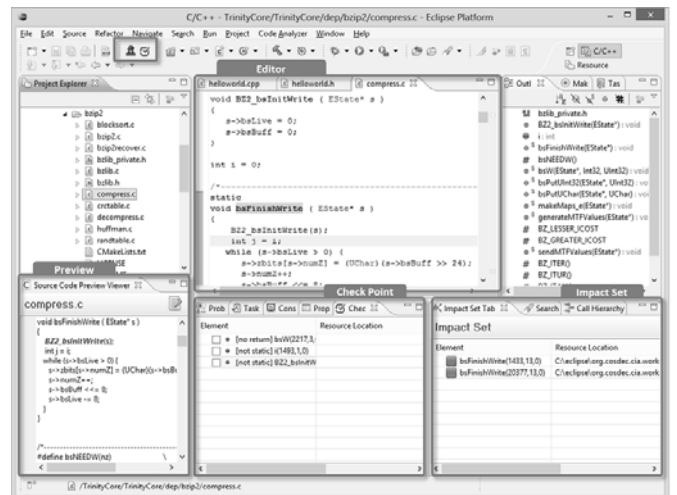 C/C++ - TrinityCore/TrinityCore/dep/bzip2/compress.c - Eclipse Platform
File Edit Source Refactor Navigate Search Run Project Code Analyzer Window Help
C/C++
Resource
Editor
Project Explorer
bzip2
blocksort.c
bzip2.c
bzip2recover.c
bzlib_private.h
bzlib.c
bzlib.h
compress.c
crctable.c
decompress.c
huffman.c
randtable.c
CMakeLists.txt
helloworld.cpp
helloworld.h
compress.c
void BZ2_bsInitWrite ( EState* s )
{
s->bsLive = 0;
s->bsBuff = 0;
}
int i = 0;
/*-----------------------------------------
static
void bsFinishWrite ( EState* s )
{
BZ2_bsInitWrite(s);
int j = i;
while (s->bsLive > 0) {
s->zbits[s->numZ] = (UChar)(s->bsBuff >> 24);
s->numZ++;
Outl
Mak
Tas
bzlib_private.h
BZ2_bsInitWrite(EState*) : void
i : int
bsFinishWrite(EState*) : void
bsNEEDW()
bsW(EState*, Int32, UInt32) : vo
bsPutUInt32(EState*, UInt32) : vo
bsPutUChar(EState*, UChar) : vo
makeMaps_e(EState*) : void
generateMTFValues(EState*) : vo
BZ_LESSER_ICOST
BZ_GREATER_ICOST
sendMTFValues(EState*) : void
BZ_ITER()
BZ_ITUR()
Preview
Source Code Preview Viewer
compress.c
void bsFinishWrite ( EState* s )
{
BZ2_bsInitWrite(s);
int j = i;
while (s->bsLive > 0) {
s->zbits[s->numZ] = (UChar)(s->bsBu
s->numZ++;
s->bsBuff <<= 8;
s->bsLive -= 8;
}
}
/*---------------------------------
#define bsNEEDW(nz) \
Check Point
Prob
Task
Cons
Prop
Chec
Element Resource Location
[no return] bsW(2217,3,
[not static] i(1493,1,0)
[not static] BZ2_bsInitW
Impact Set
Impact Set Tab
Search
Call Hierarchy
Impact Set
Element Resource Location
bsFinishWrite(1433,13,0) C:\eclipse\org.cosdec.cia.work
bsFinishWrite(20377,13,0) C:\eclipse\org.cosdec.cia.work
/TrinityCore/TrinityCore/dep/bzip2/compress.c